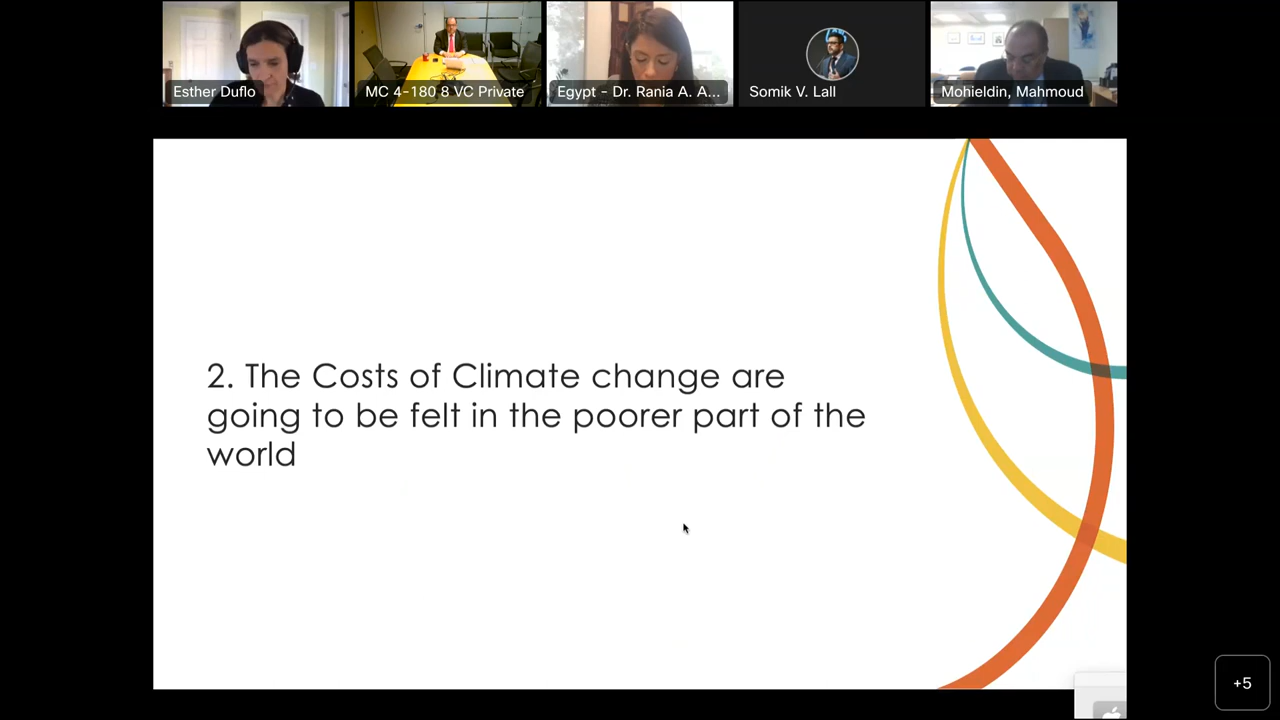 Esther Duflo
MC 4-180 8 VC Private
Egypt - Dr. Rania A. A...
Somik V. Lall
Mohieldin, Mahmoud
2. The Costs of Climate change are
going to be felt in the poorer part of the
world
+5